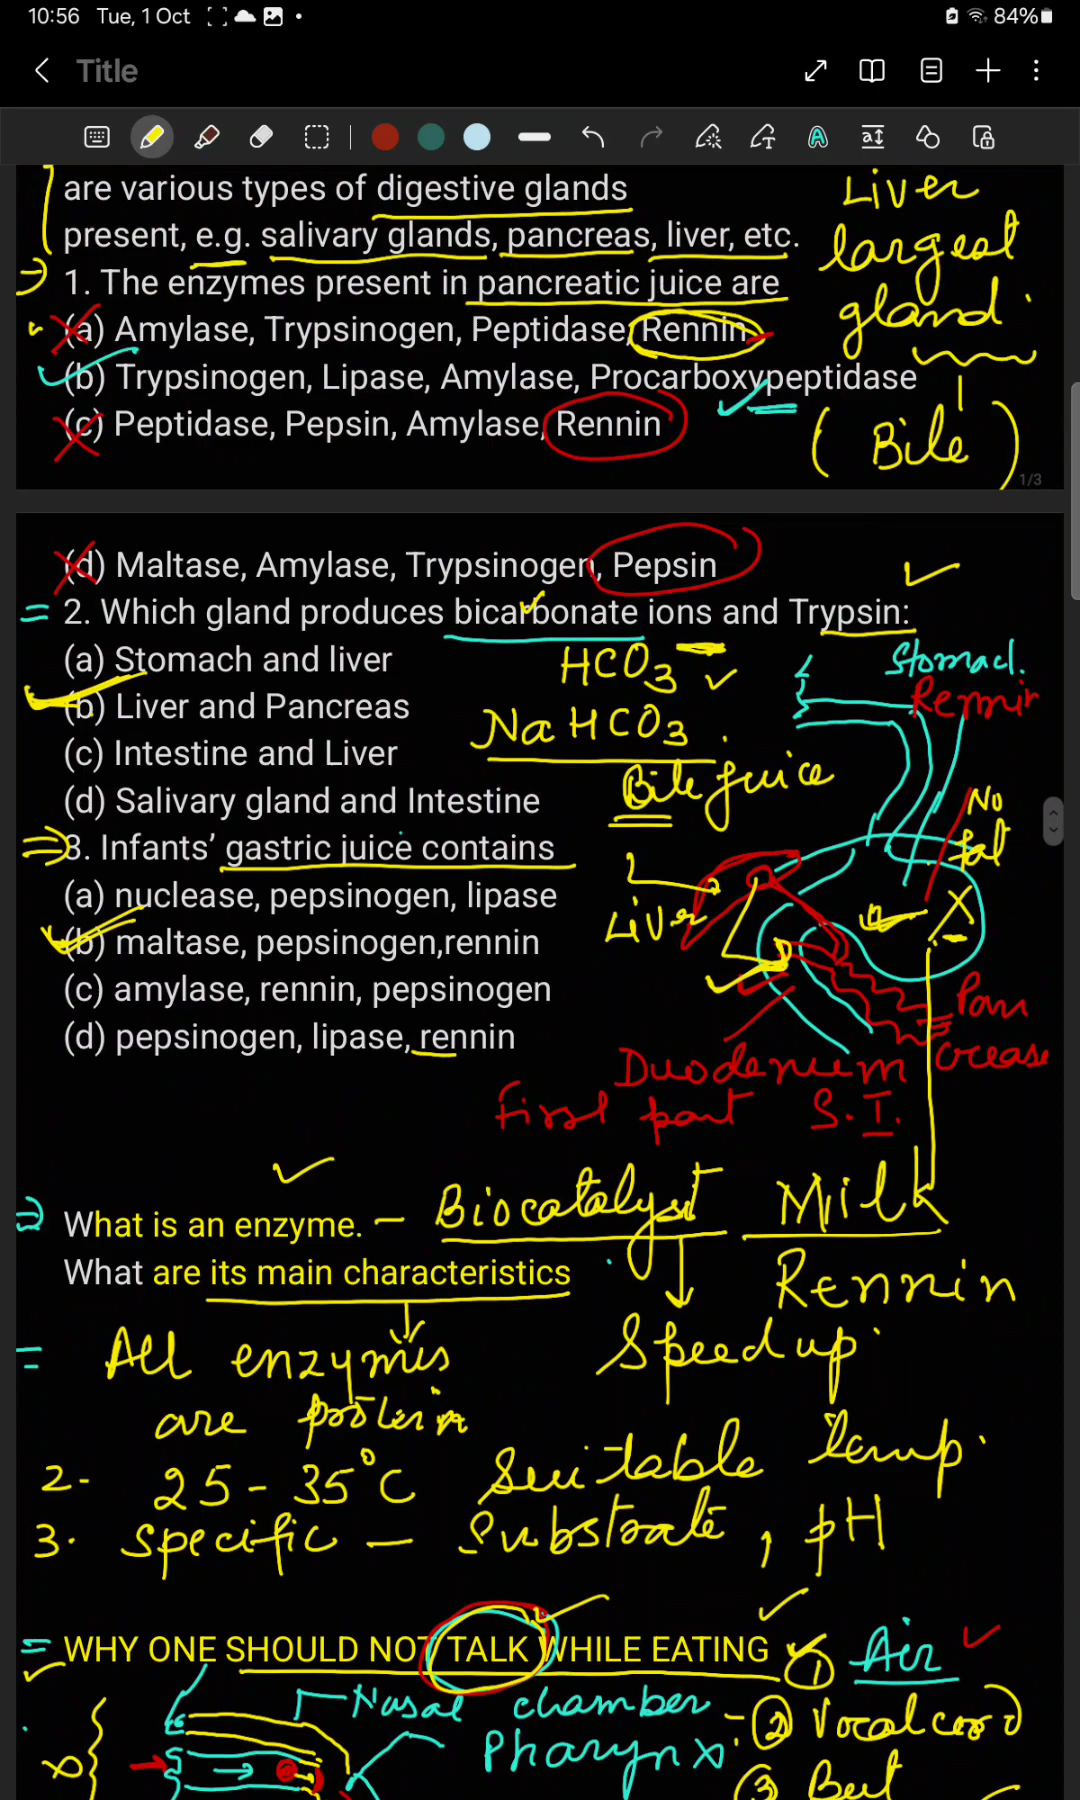 10:56 Tue, 1 Oct
84%
Title
are various types of digestive glands
present, e.g. salivary glands, pancreas, liver, etc.
Liver
largest
gland.
(Bile)
1. The enzymes present in pancreatic juice are
(a) Amylase, Trypsinogen, Peptidase, Rennin
(b) Trypsinogen, Lipase, Amylase, Procarboxypeptidase
(c) Peptidase, Pepsin, Amylase, Rennin
1/3
(d) Maltase, Amylase, Trypsinogen, Pepsin
2. Which gland produces bicarbonate ions and Trypsin:
(a) Stomach and liver
HCO3 -
Stomac
(b) Liver and Pancreas
NaHCO3.
Rennin
(c) Intestine and Liver
Bile juice
(d) Salivary gland and Intestine
No
fat
3. Infants’ gastric juice contains
(a) nuclease, pepsinogen, lipase
Liver
(b) maltase, pepsinogen,rennin
(c) amylase, rennin, pepsinogen
Pan
crease
(d) pepsinogen, lipase, rennin
Duodenum
First part S.I.
What is an enzyme. - Biocatalyst
Milk
What are its main characteristics
Rennin
= All enzymes
Speed up.
are protein
2- 25-35°C Suitable temp.
3. Specific - Substrate, pH
= WHY ONE SHOULD NOT TALK WHILE EATING
① Air
Nasal chamber
- ② Vocal cord
Pharynx.
③ But